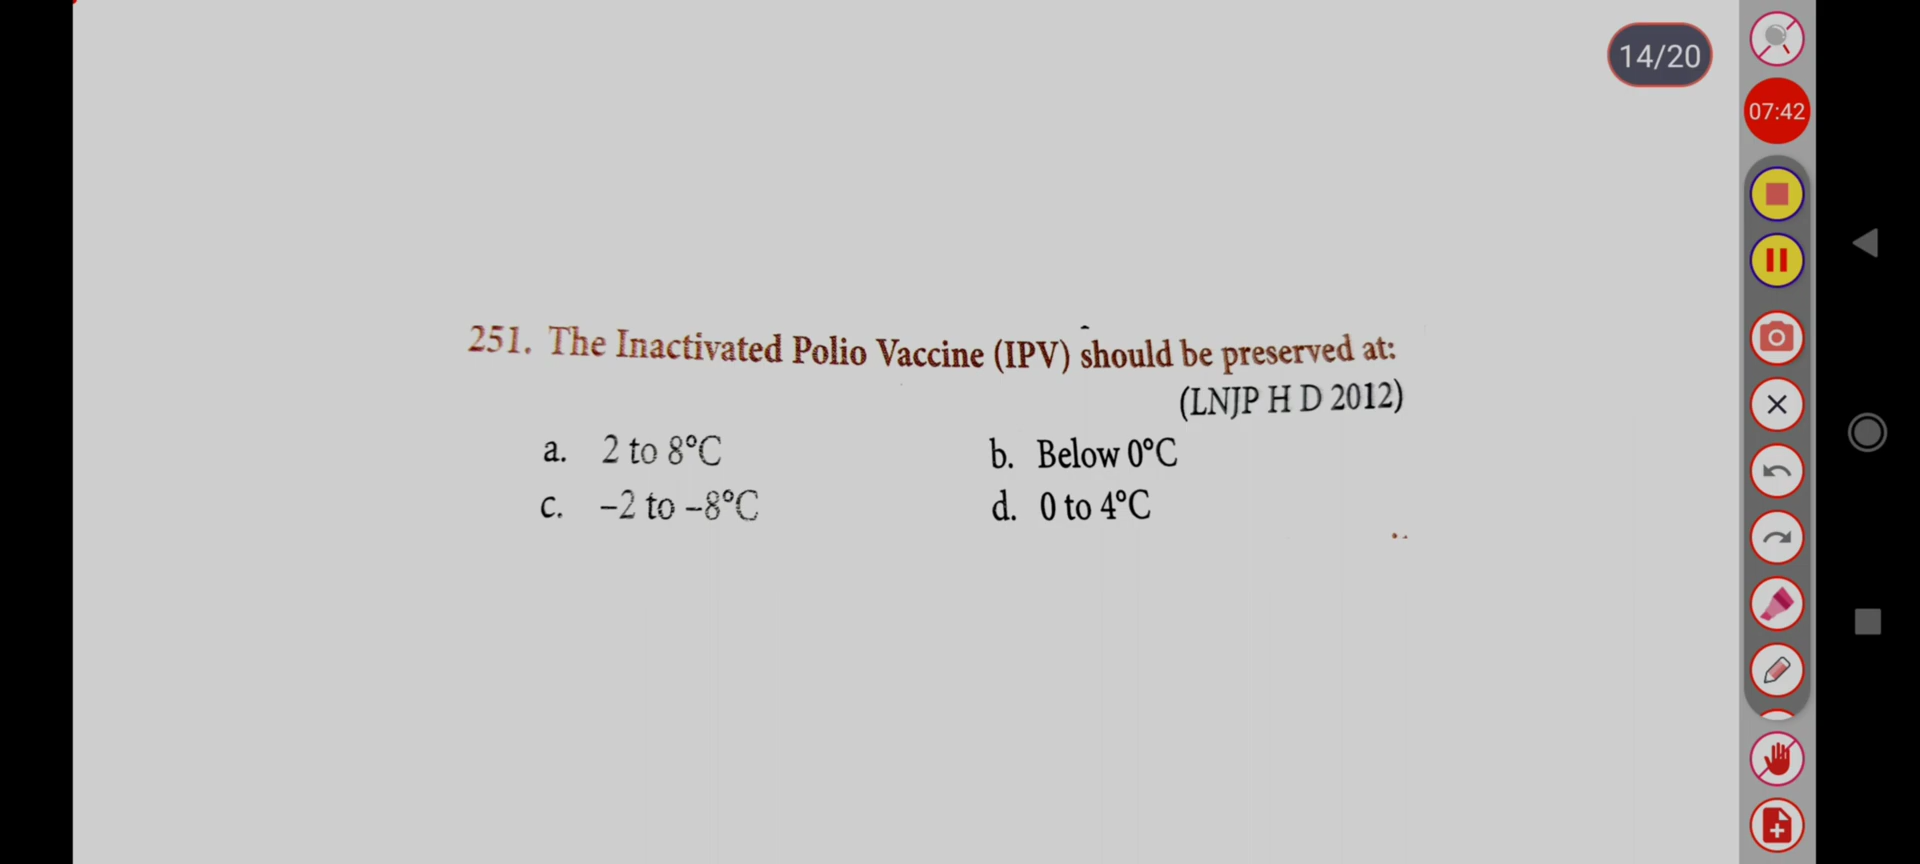 14/20
07:42
251. The Inactivated Polio Vaccine (IPV) should be preserved at:
(LNJP H D 2012)
a. 2 to 8°C
b. Below 0°C
c. –2 to –8°C
d. 0 to 4°C